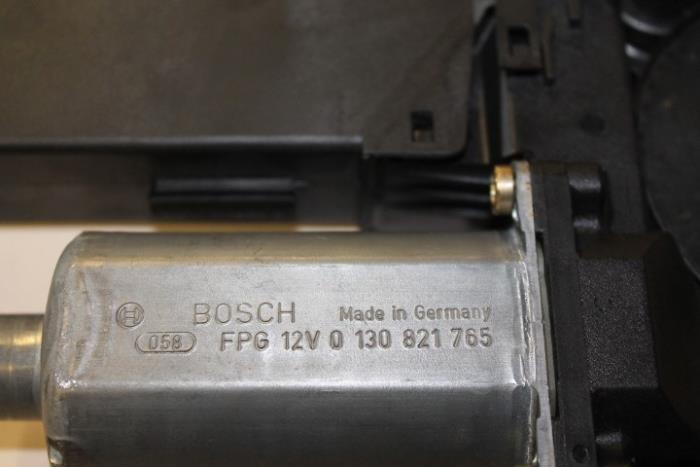 BOSCH Made in Germany
058 FPG 12V 0 130 821 765